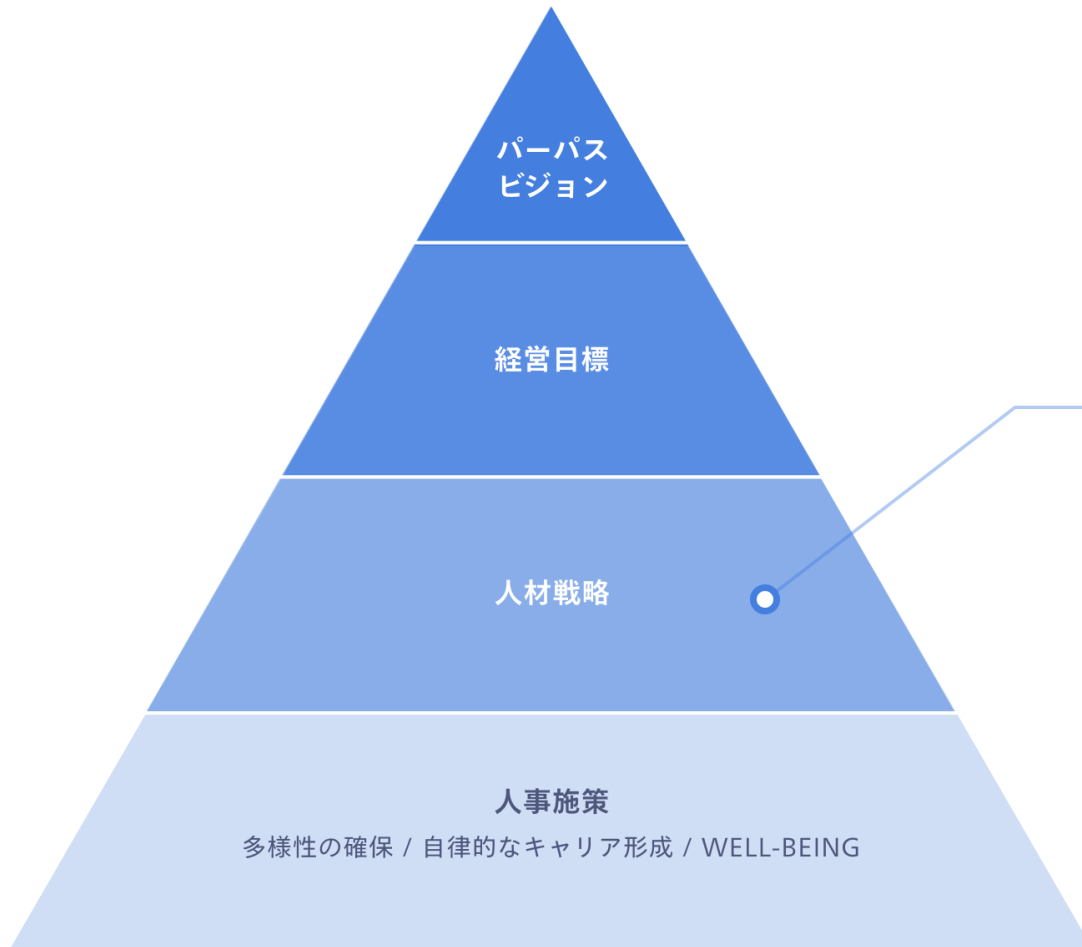 パーパス
ビジョン
経営目標
人材戦略
人事施策
多様性の確保 / 自律的なキャリア形成 / WELL-BEING